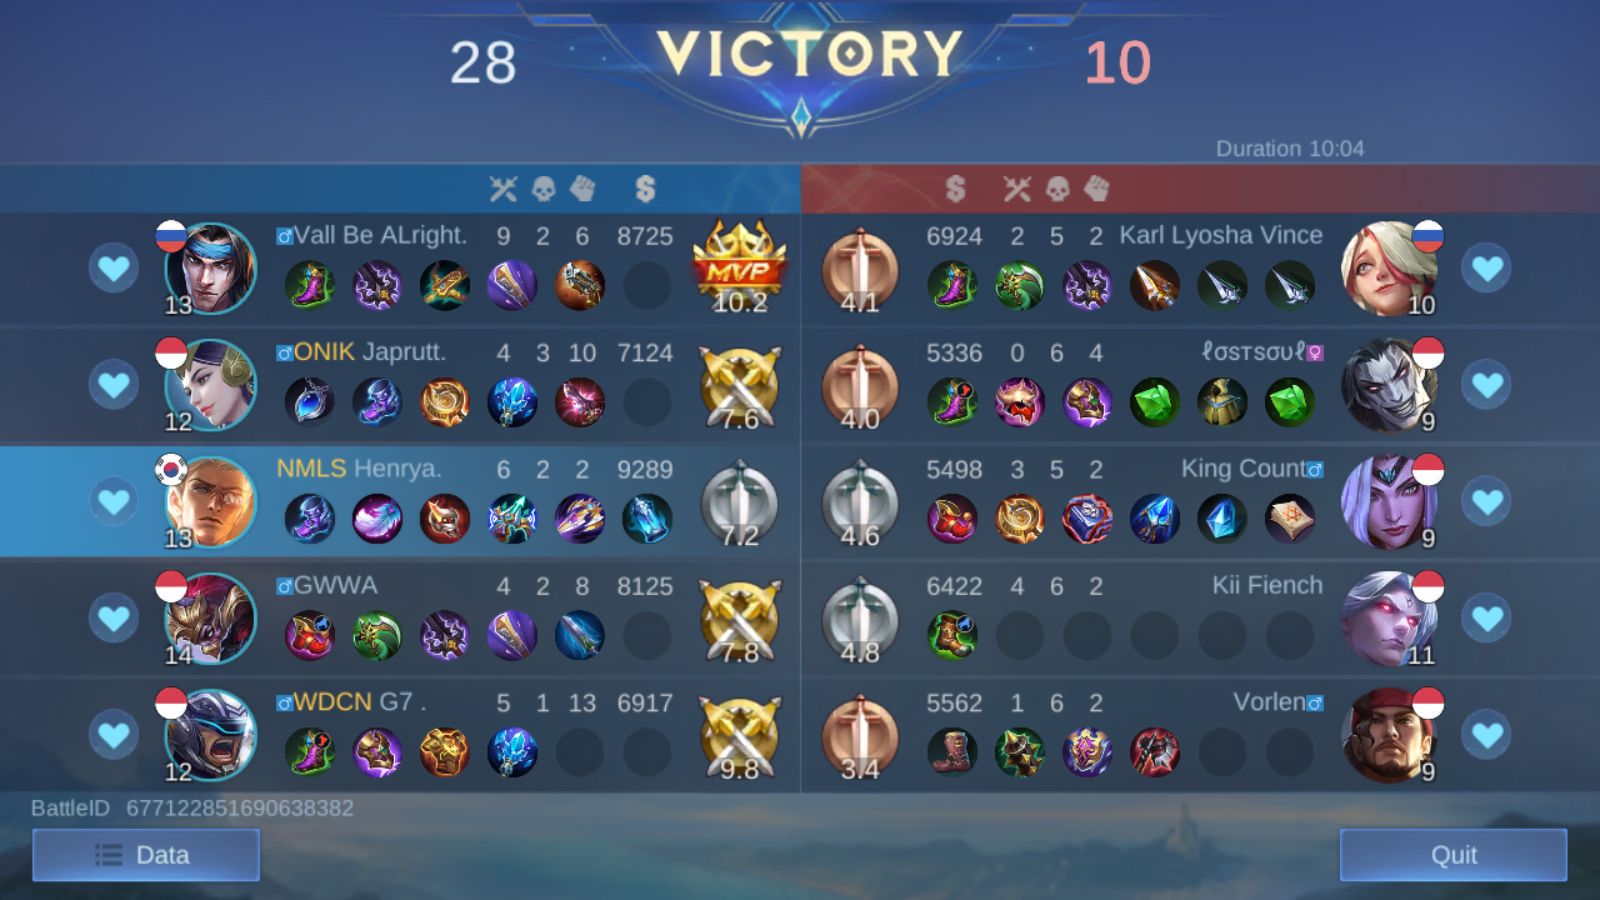 28 VICTORY 10
Duration 10:04
13 Vall Be ALright. 9 2 6 8725 MVP 10.2
4.1 6924 2 5 2 Karl Lyosha Vince 10
12 ONIK Japrutt. 4 3 10 7124 7.6
4.0 5336 0 6 4 ℓσsтsσυℓ 9
13 NMLS Henrya. 6 2 2 9289 7.2
4.6 5498 3 5 2 King Count 9
14 GWWA 4 2 8 8125 7.8
4.8 6422 4 6 2 Kii Fiench 11
12 WDCN G7 . 5 1 13 6917 9.8
3.4 5562 1 6 2 Vorlen 9
BattleID 677122851690638382
Data
Quit